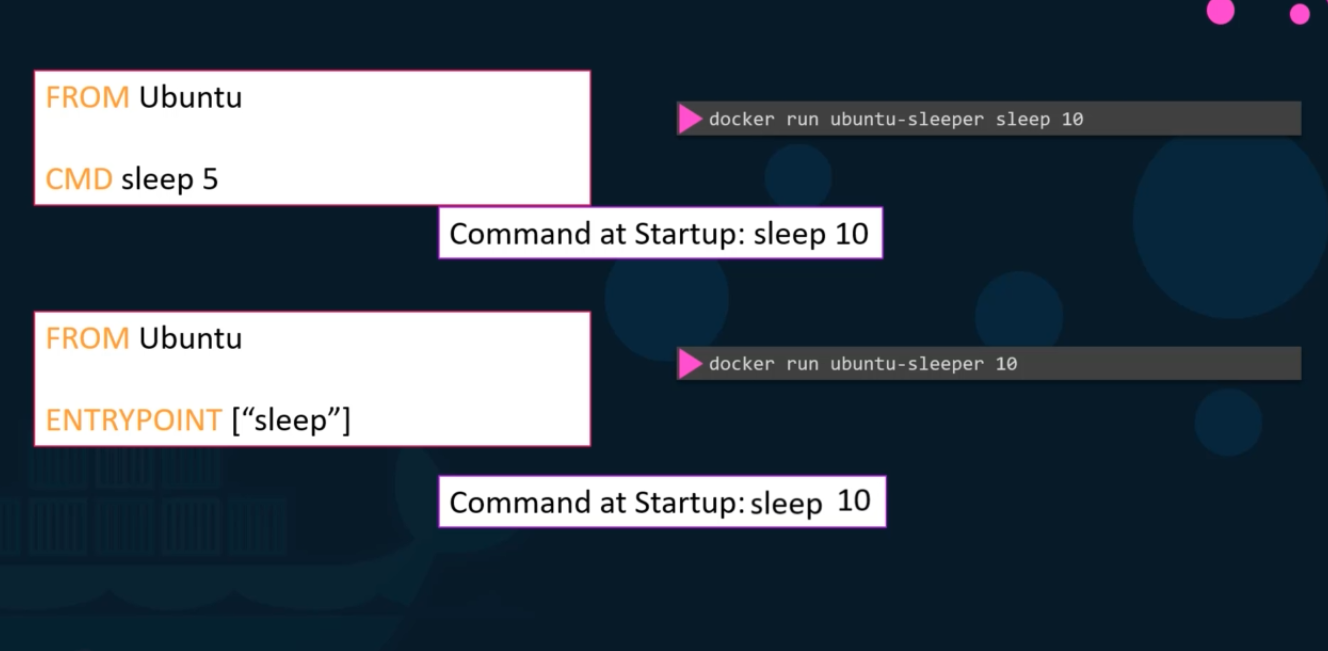 FROM Ubuntu
docker run ubuntu-sleeper sleep 10
CMD sleep 5
Command at Startup: sleep 10
FROM Ubuntu
docker run ubuntu-sleeper 10
ENTRYPOINT [“sleep”]
Command at Startup: sleep 10